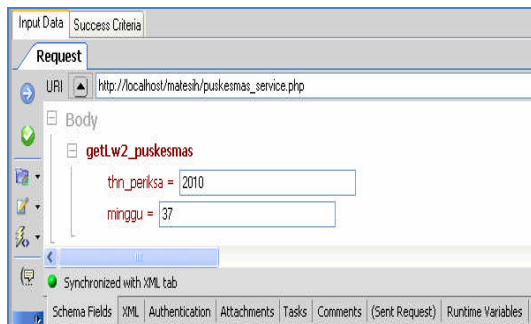 Input Data Success Criteria
Request
URI http://localhost/matesih/puskesmas_service.php
Body
getLw2_puskesmas
thn_periksa = 2010
minggu = 37
Synchronized with XML tab
Schema Fields XML Authentication Attachments Tasks Comments (Sent Request) Runtime Variables